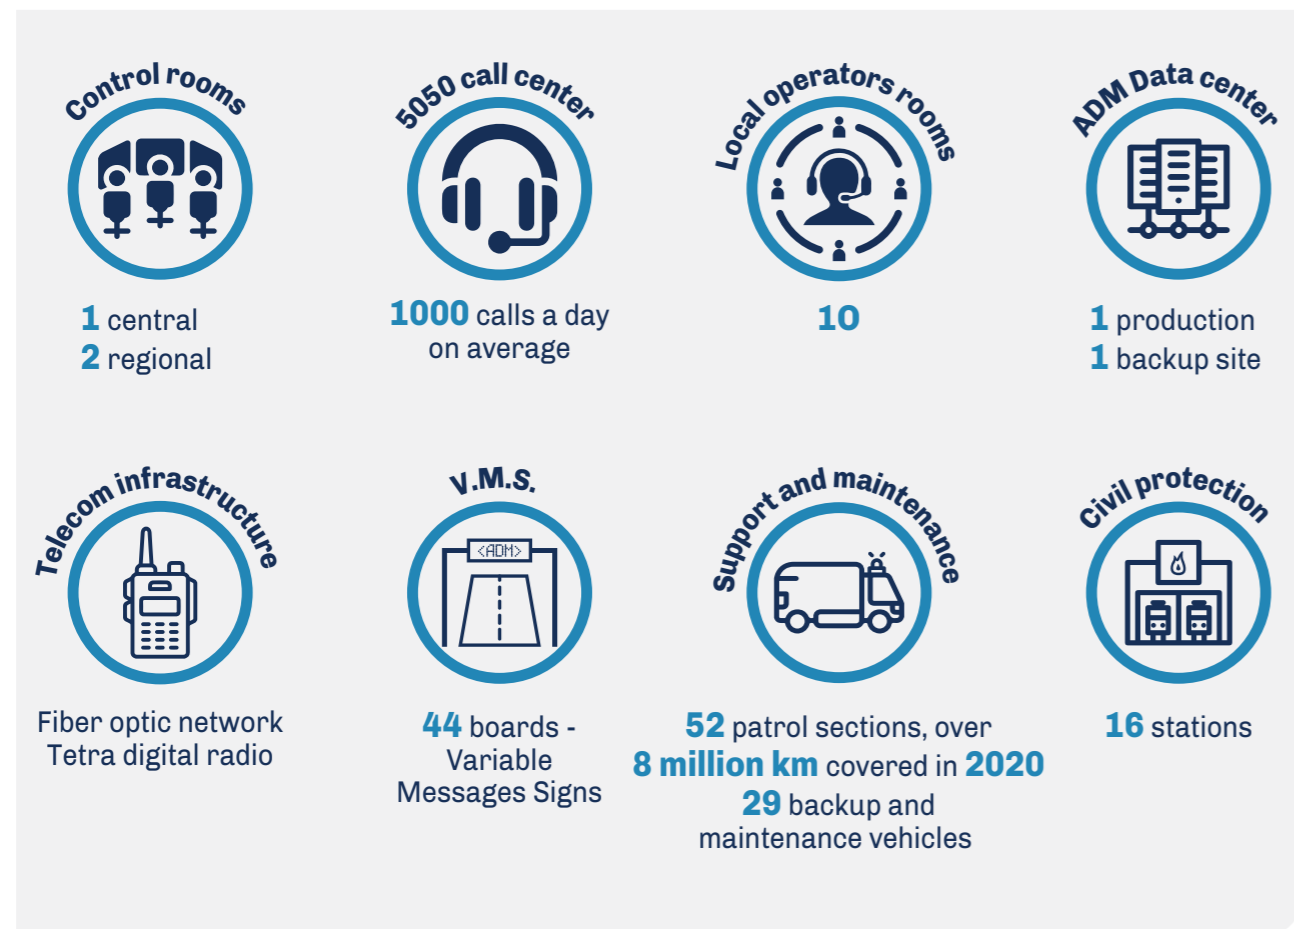 Control rooms
1 central
2 regional
5050 call center
1000 calls a day
on average
Local operators rooms
10
ADM Data center
1 production
1 backup site
Telecom infrastructure
Fiber optic network
Tetra digital radio
V.M.S.
<ADM>
44 boards -
Variable
Messages Signs
Support and maintenance
52 patrol sections, over
8 million km covered in 2020
29 backup and
maintenance vehicles
Civil protection
16 stations